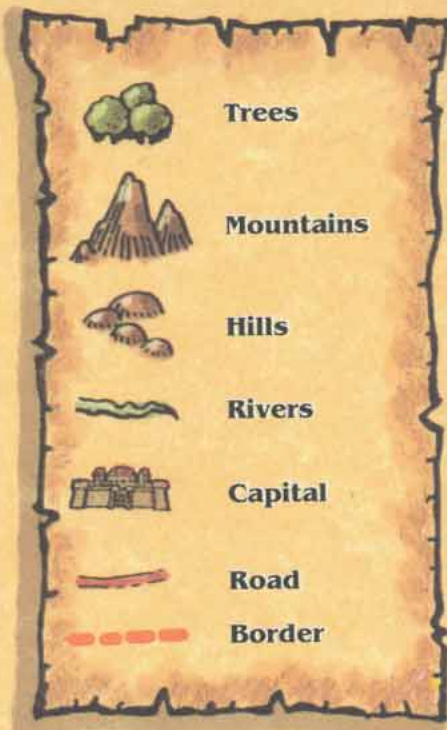 Trees
Mountains
Hills
Rivers
Capital
Road
Border